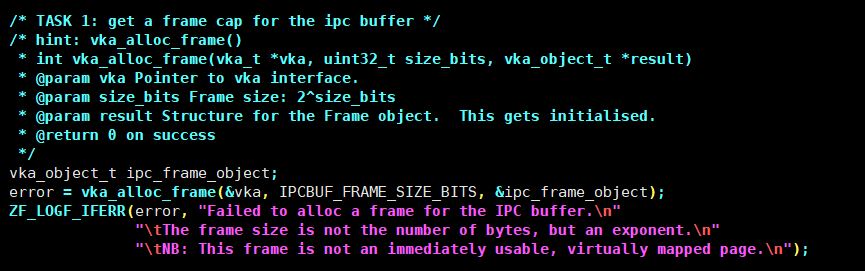 /* TASK 1: get a frame cap for the ipc buffer */
/* hint: vka_alloc_frame()
 * int vka_alloc_frame(vka_t *vka, uint32_t size_bits, vka_object_t *result)
 * @param vka Pointer to vka interface.
 * @param size_bits Frame size: 2^size_bits
 * @param result Structure for the Frame object.  This gets initialised.
 * @return 0 on success
 */
vka_object_t ipc_frame_object;
error = vka_alloc_frame(&vka, IPCBUF_FRAME_SIZE_BITS, &ipc_frame_object);
ZF_LOGF_IFERR(error, "Failed to alloc a frame for the IPC buffer.\n"
              "\tThe frame size is not the number of bytes, but an exponent.\n"
              "\tNB: This frame is not an immediately usable, virtually mapped page.\n");